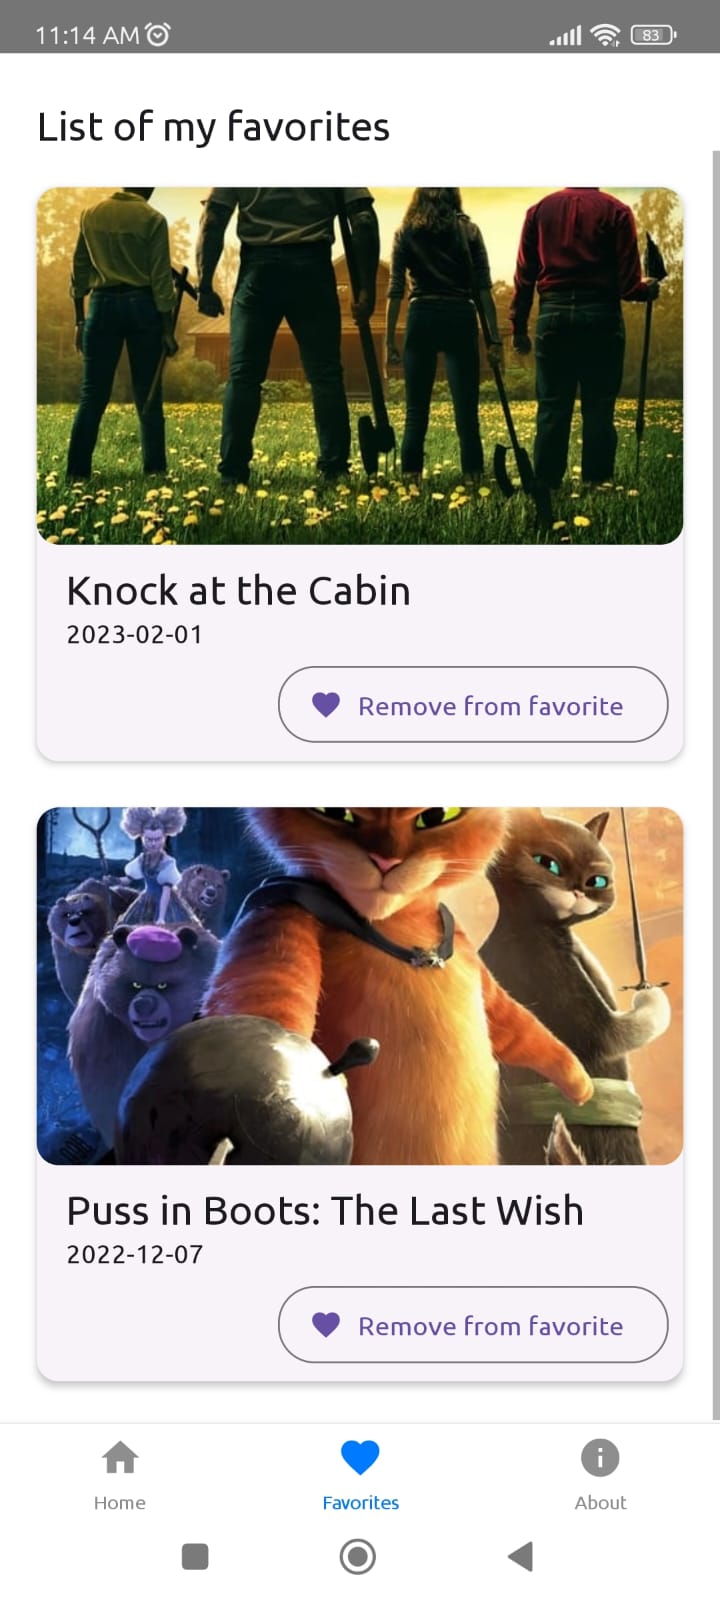 11:14 AM
83
List of my favorites
Knock at the Cabin
2023-02-01
Remove from favorite
Puss in Boots: The Last Wish
2022-12-07
Remove from favorite
Home
Favorites
About